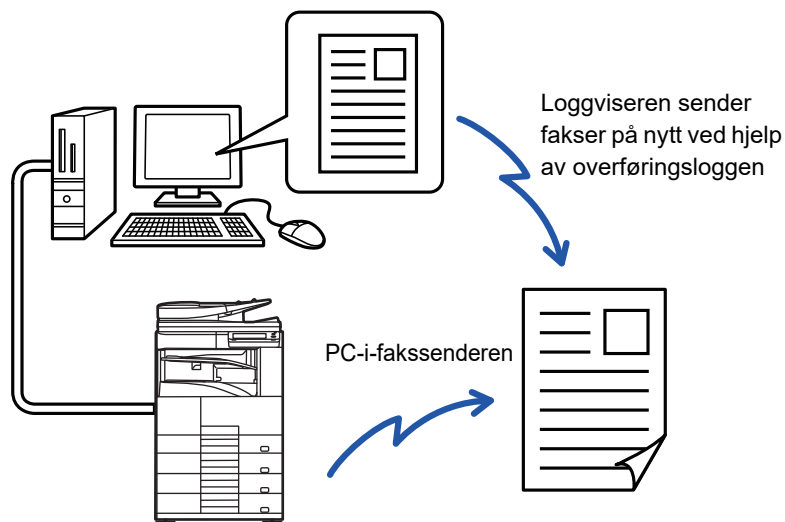 Loggviseren sender
fakser på nytt ved hjelp
av overføringsloggen
PC-i-fakssenderen